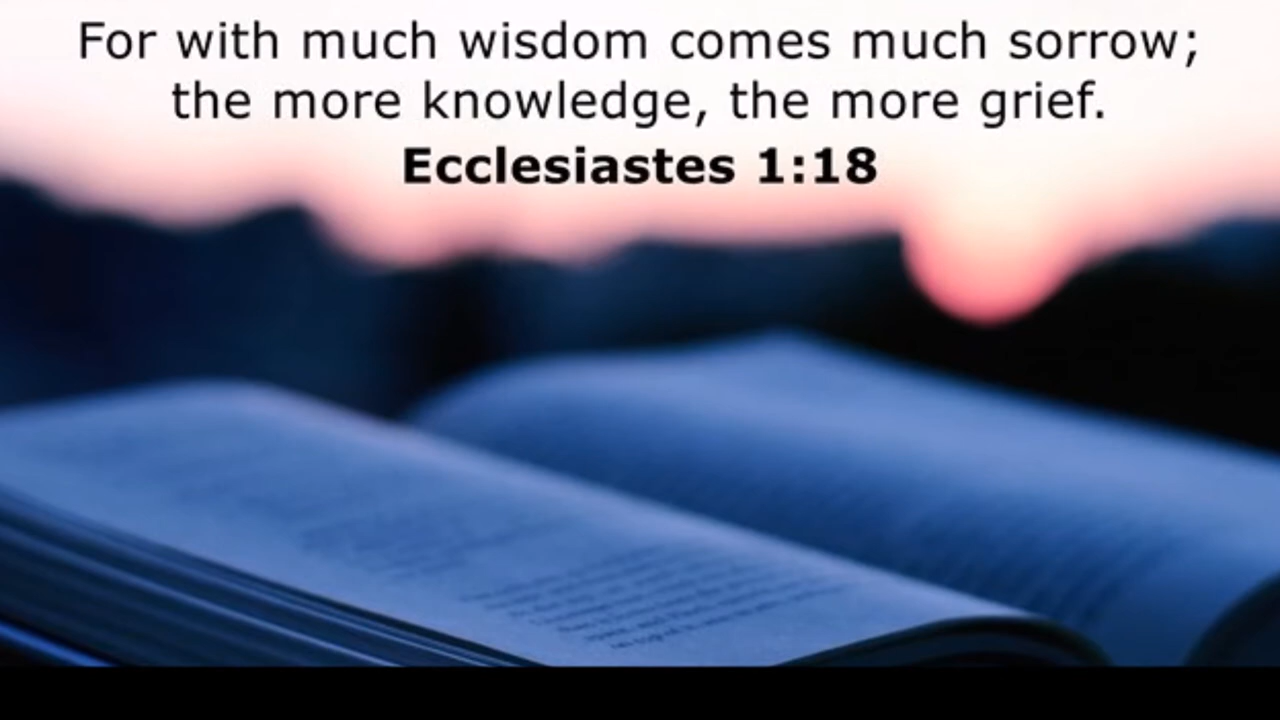 For with much wisdom comes much sorrow;
the more knowledge, the more grief.
Ecclesiastes 1:18